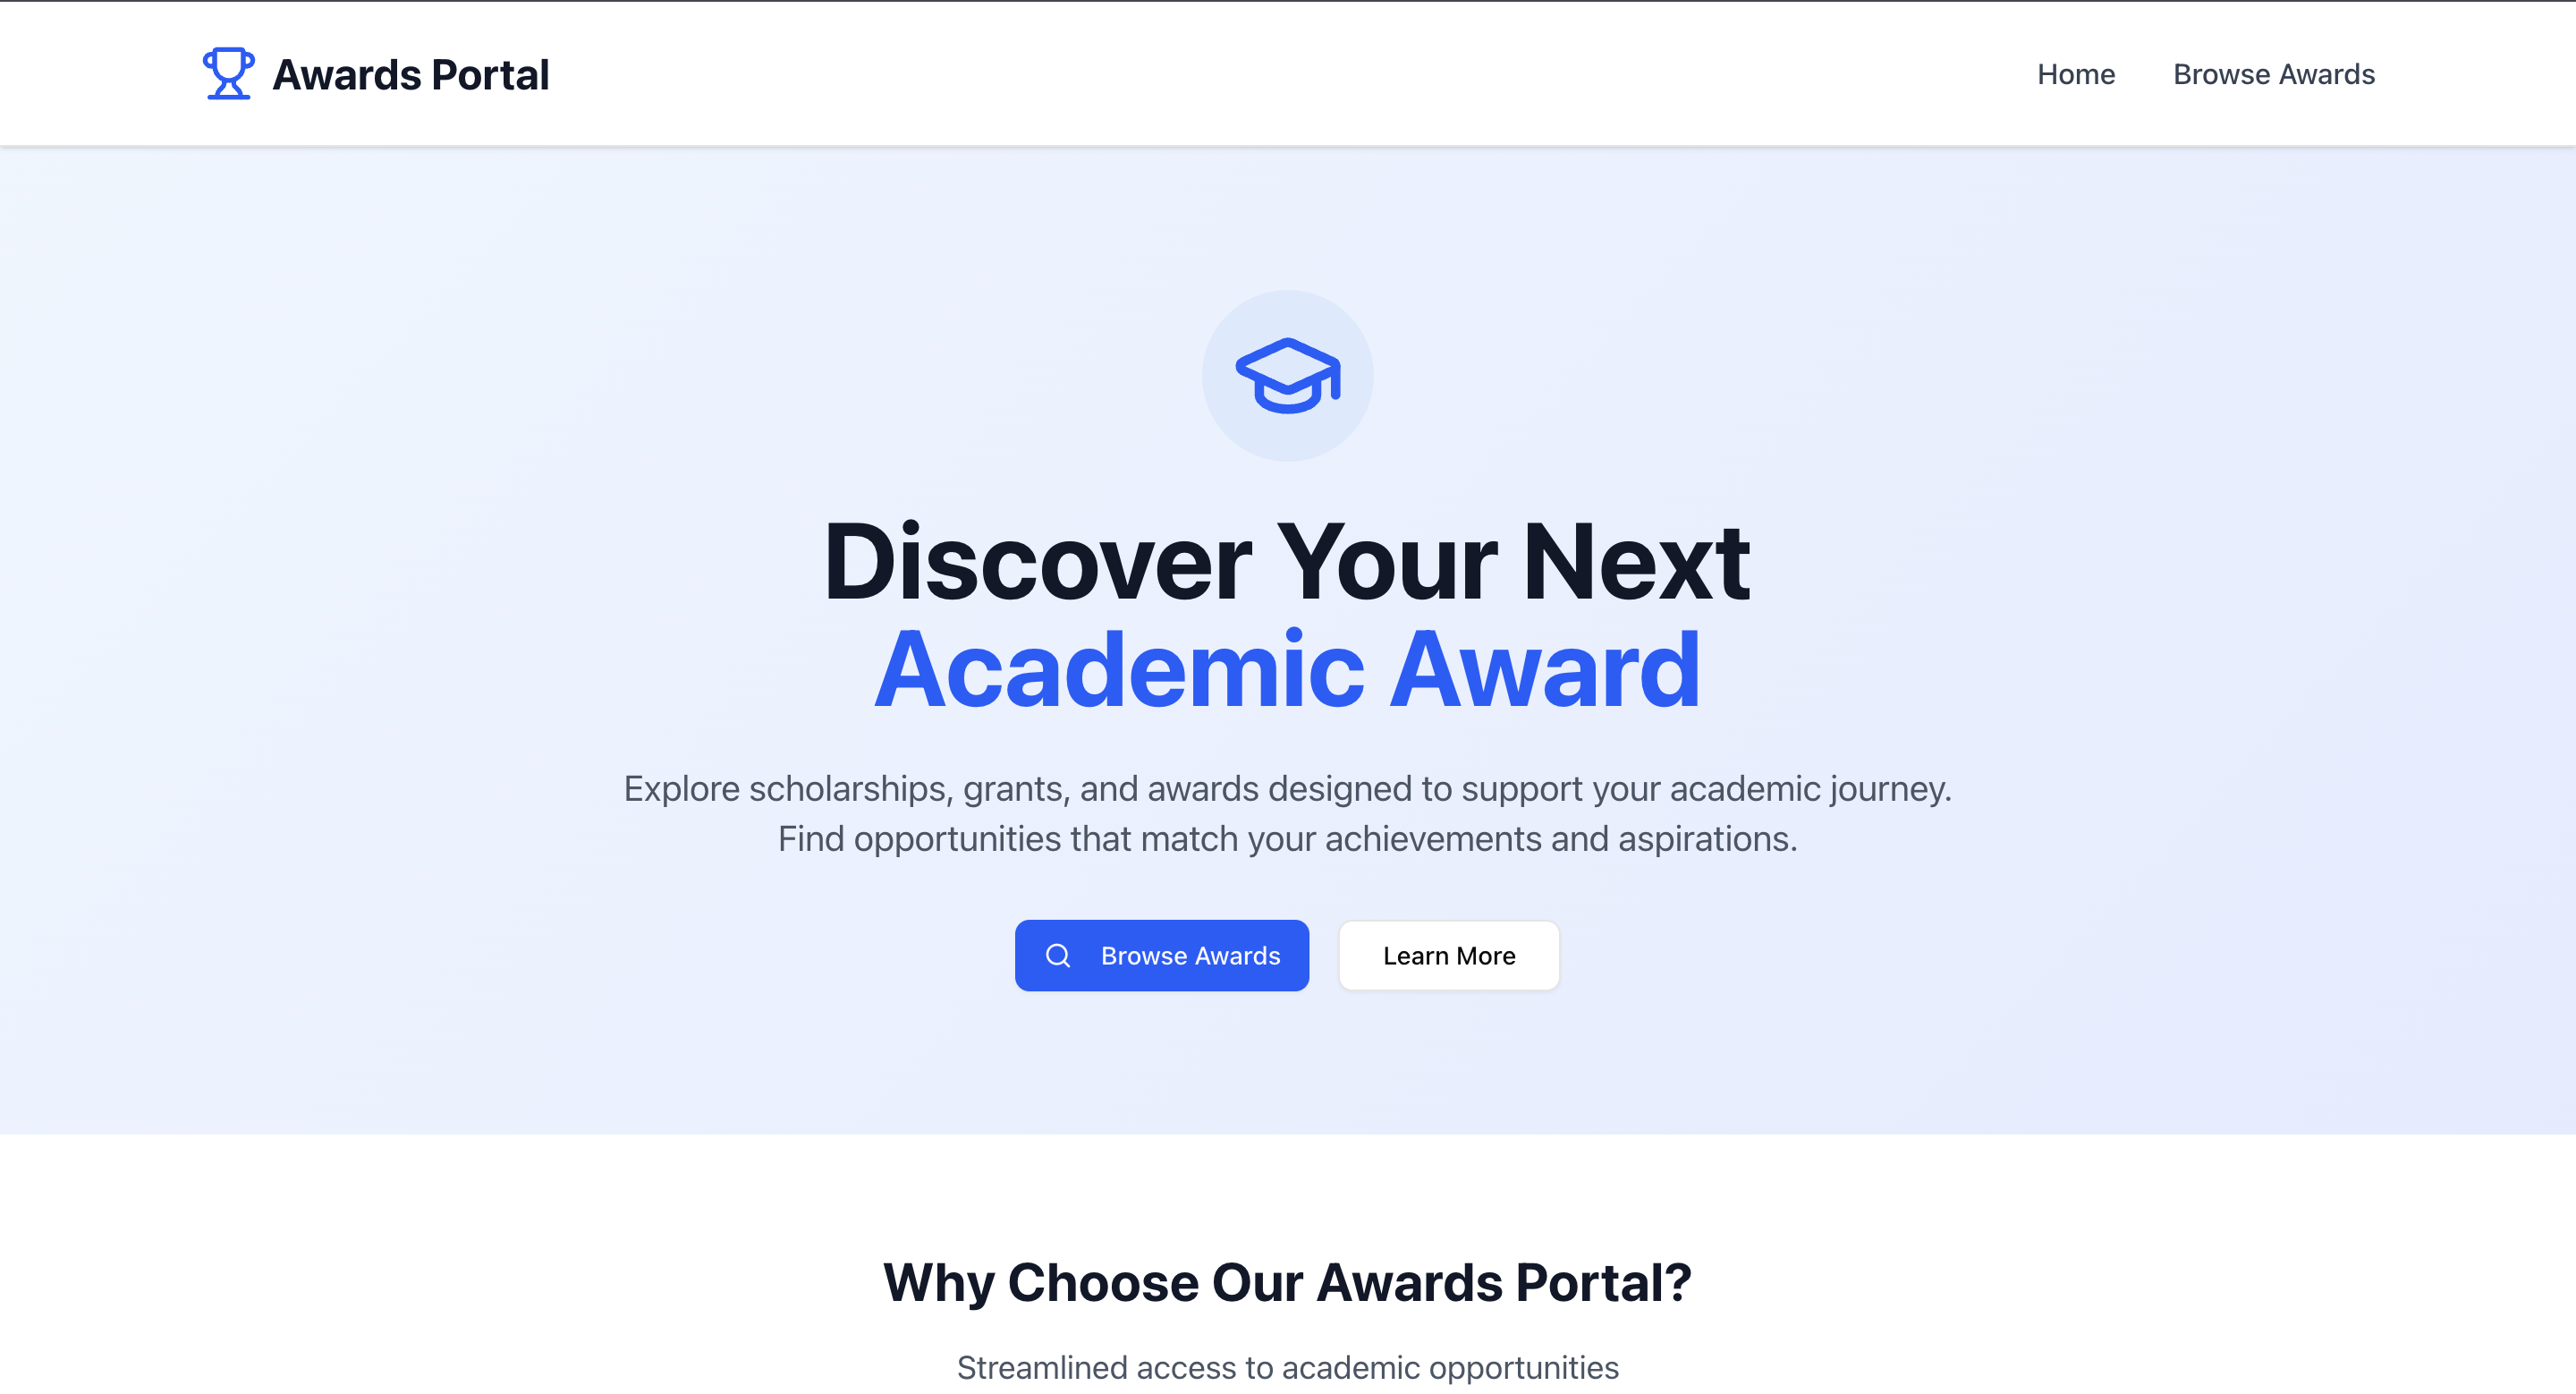 Awards Portal
Home
Browse Awards
Discover Your Next
Academic Award
Explore scholarships, grants, and awards designed to support your academic journey.
Find opportunities that match your achievements and aspirations.
Browse Awards
Learn More
Why Choose Our Awards Portal?
Streamlined access to academic opportunities